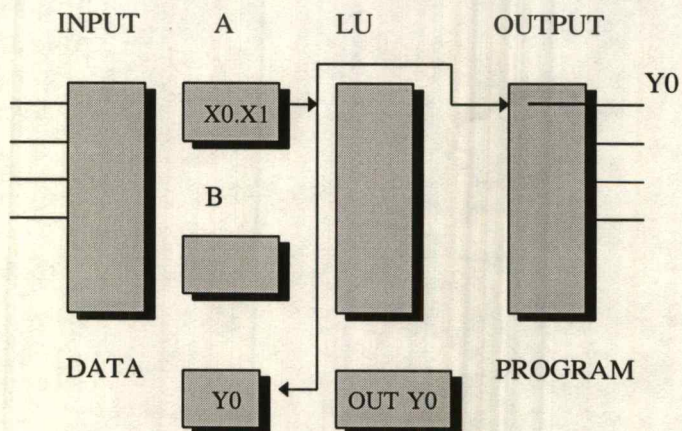 INPUT A LU OUTPUT
Y0
X0.X1
B
DATA PROGRAM
Y0 OUT Y0